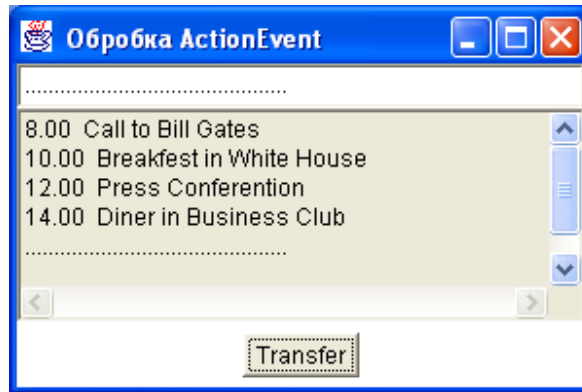 Обробка ActionEvent
............................................
8.00 Call to Bill Gates
10.00 Breakfest in White House
12.00 Press Conferention
14.00 Diner in Business Club
............................................
Transfer